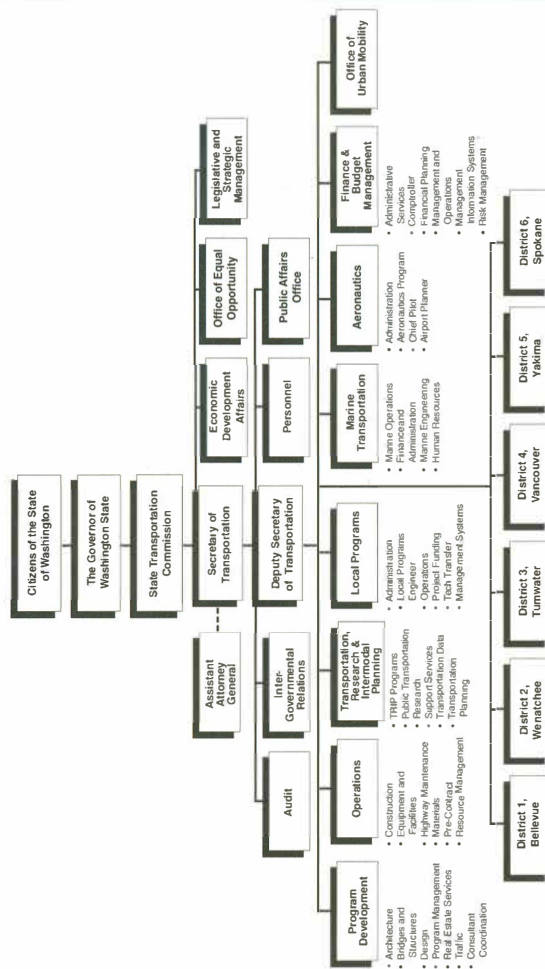 Citizens of the State
of Washington
The Governor of
Washington State
State Transportation
Commission
Assistant
Attorney
General
Secretary of
Transportation
Economic
Development
Affairs
Office of Equal
Opportunity
Legislative and
Strategic
Management
Audit
Inter-
Governmental
Relations
Deputy Secretary
of Transportation
Personnel
Public Affairs
Office
Program
Development
• Architecture
• Bridges and
Structures
• Design
• Program Management
• Real Estate Services
• Traffic
• Consultant
Coordination
Operations
• Construction
• Equipment and
Facilities
• Highway Maintenance
• Materials
• Pre-Contract
• Resource Management
Transportation,
Research &
Intermodal
Planning
• TRIP Programs
• Public Transportation
• Research
• Support Services
• Transportation Data
• Transportation
Planning
Local Programs
• Administration
• Local Programs
Engineer
• Operations
• Project Funding
• Tech Transfer
• Management Systems
Marine
Transportation
• Marine Operations
• Finance and
Administration
• Marine Engineering
• Human Resources
Aeronautics
• Administration
• Aeronautics Program
• Chief Pilot
• Airport Planner
Finance &
Budget
Management
• Administrative
Services
• Comptroller
• Financial Planning
• Management and
Operations
• Management
Information Systems
• Risk Management
Office of
Urban Mobility
District 1,
Bellevue
District 2,
Wenatchee
District 3,
Tumwater
District 4,
Vancouver
District 5,
Yakima
District 6,
Spokane